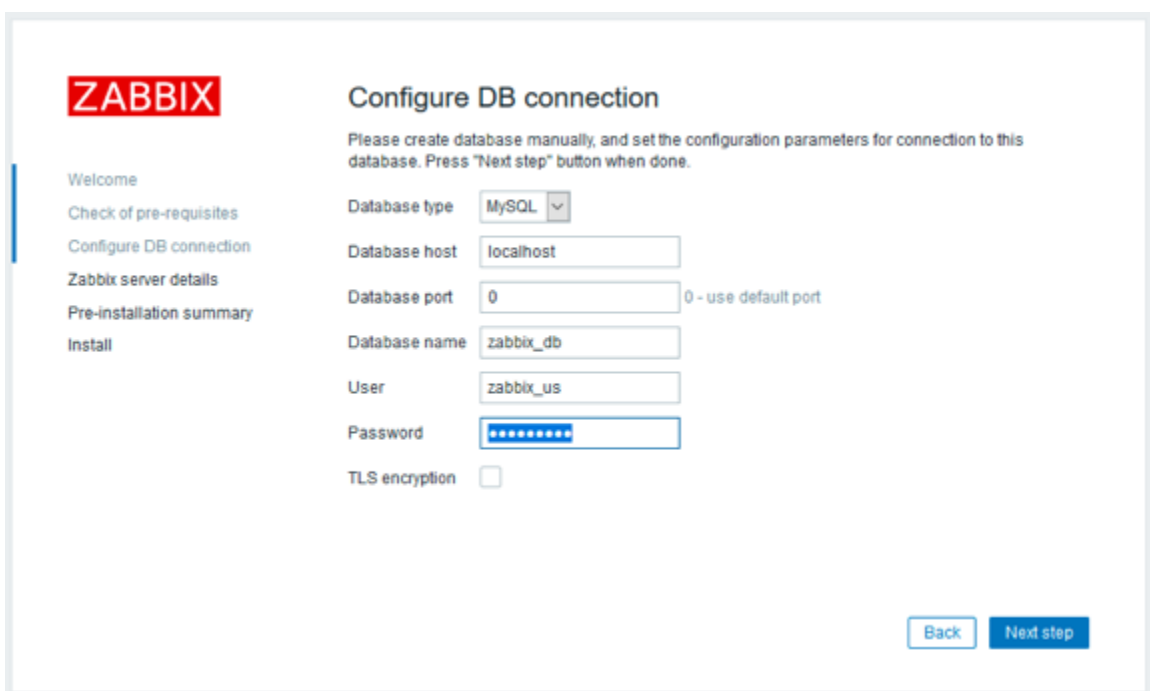 ZABBIX
Welcome
Check of pre-requisites
Configure DB connection
Zabbix server details
Pre-installation summary
Install
Configure DB connection
Please create database manually, and set the configuration parameters for connection to this
database. Press "Next step" button when done.
Database type MySQL
Database host localhost
Database port 0 0 - use default port
Database name zabbix_db
User zabbix_us
Password •••••••••
TLS encryption
Back Next step